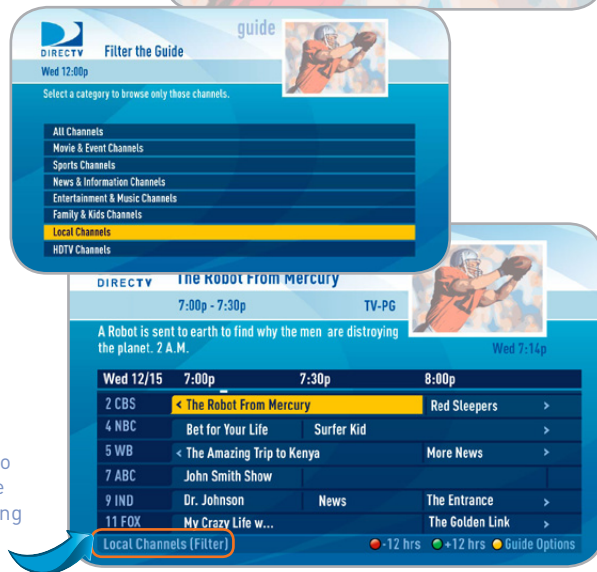 guide
DIRECTV
Filter the Guide
Wed 12:00p
Select a category to browse only those channels.
All Channels
Movie & Event Channels
Sports Channels
News & Information Channels
Entertainment & Music Channels
Family & Kids Channels
Local Channels
HDTV Channels
DIRECTV
The Robot From Mercury
7:00p - 7:30p TV-PG
A Robot is sent to earth to find why the men are distroying
the planet. 2 A.M.
Wed 7:14p
Wed 12/15 7:00p 7:30p 8:00p
2 CBS < The Robot From Mercury Red Sleepers >
4 NBC Bet for Your Life Surfer Kid >
5 WB < The Amazing Trip to Kenya More News >
7 ABC John Smith Show
9 IND Dr. Johnson News The Entrance >
11 FOX My Crazy Life w... The Golden Link >
Local Channels (Filter) -12 hrs +12 hrs Guide Options